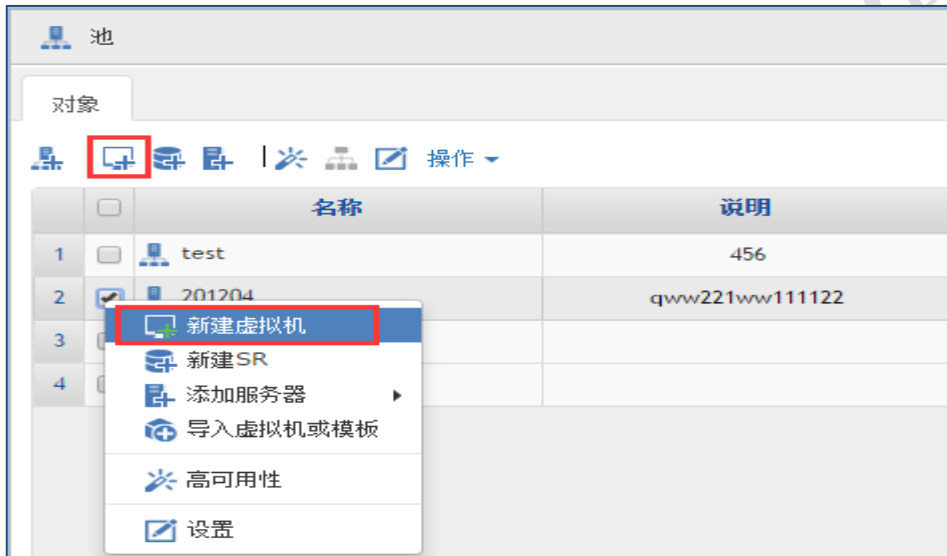 池
对象
操作
名称 说明
1 test 456
2 201204 qww221ww111122
新建虚拟机
3
新建SR
4
添加服务器
导入虚拟机或模板
高可用性
设置